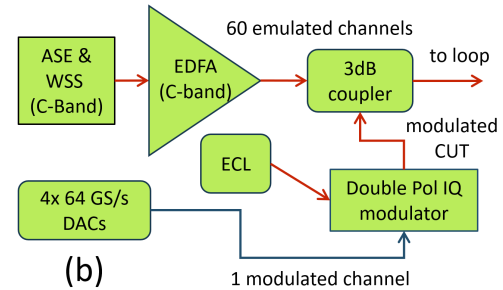 60 emulated channels
ASE &
WSS
(C-Band)
EDFA
(C-band)
3dB
coupler
to loop
modulated
CUT
ECL
Double Pol IQ
modulator
4x 64 GS/s
DACs
(b)
1 modulated channel